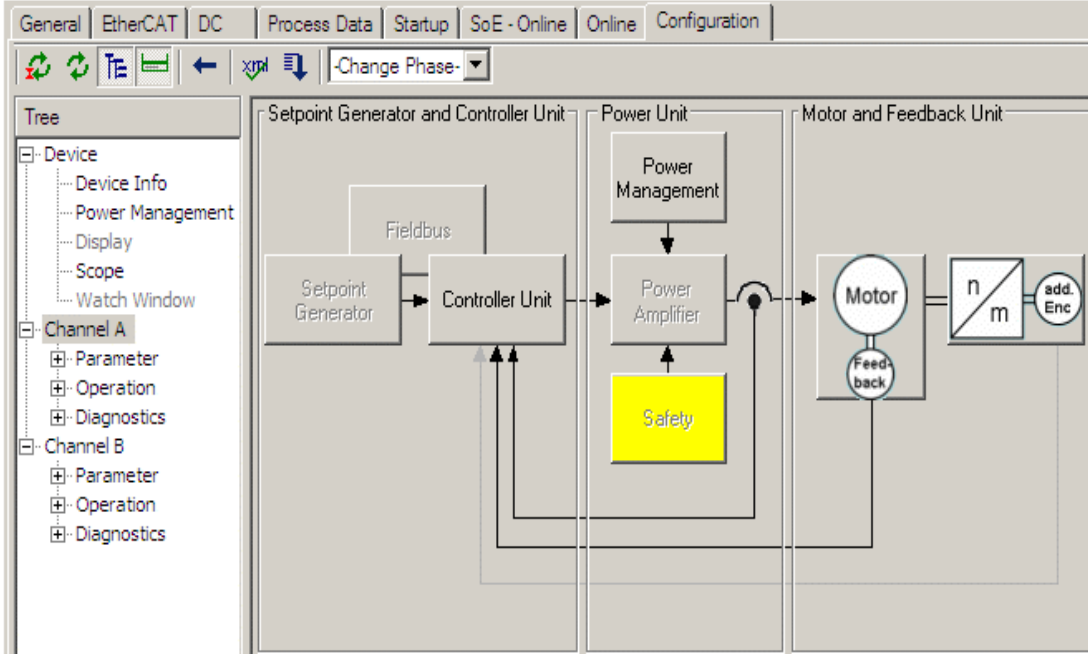 General EtherCAT DC Process Data Startup SoE - Online Online Configuration
xml -Change Phase-
Tree
Device
Device Info
Power Management
Display
Scope
Watch Window
Channel A
Parameter
Operation
Diagnostics
Channel B
Parameter
Operation
Diagnostics
Setpoint Generator and Controller Unit
Fieldbus
Setpoint
Generator
Controller Unit
Power Unit
Power
Management
Power
Amplifier
Safety
Motor and Feedback Unit
Motor
Feed-
back
n
m
add.
Enc